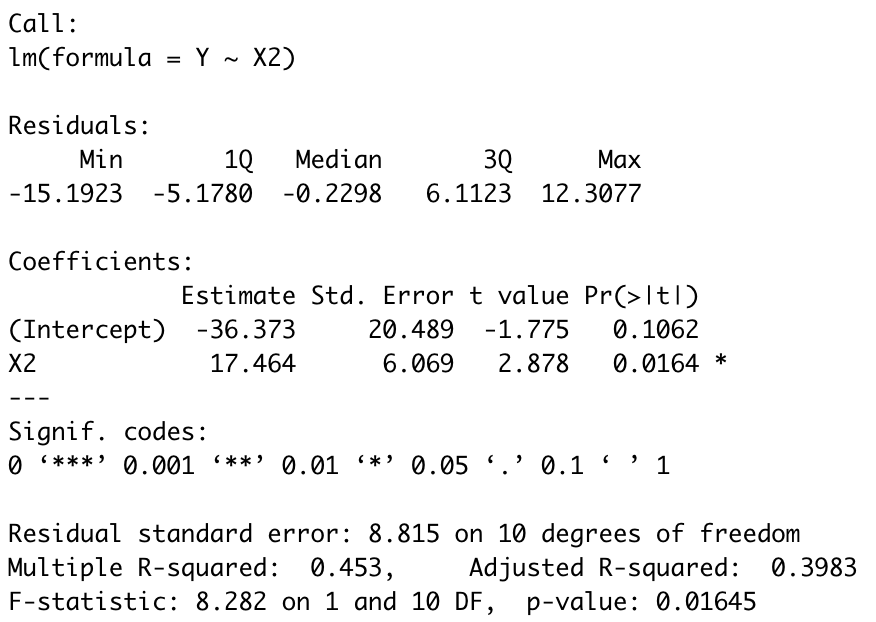 Call:
lm(formula = Y ~ X2)
Residuals:
Min 1Q Median 3Q Max
-15.1923 -5.1780 -0.2298 6.1123 12.3077
Coefficients:
Estimate Std. Error t value Pr(>|t|)
(Intercept) -36.373 20.489 -1.775 0.1062
X2 17.464 6.069 2.878 0.0164 *
---
Signif. codes:
0 ‘***’ 0.001 ‘**’ 0.01 ‘*’ 0.05 ‘.’ 0.1 ‘ ’ 1
Residual standard error: 8.815 on 10 degrees of freedom
Multiple R-squared: 0.453, Adjusted R-squared: 0.3983
F-statistic: 8.282 on 1 and 10 DF, p-value: 0.01645